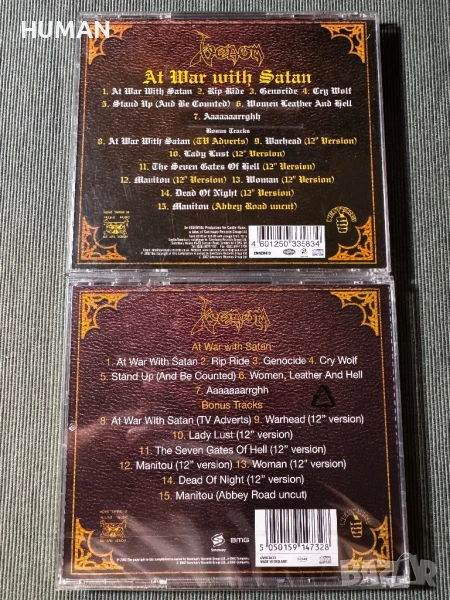 HUMAN
VENOM
At War with Satan
1. At War With Satan 2. Rip Ride 3. Genocide 4. Cry Wolf
5. Stand Up (And Be Counted) 6. Women Leather And Hell
7. Aaaaaaarrghh
Bonus Tracks
8. At War With Satan (TV Adverts) 9. Warhead (12" Version)
10. Lady Lust (12" Version)
11. The Seven Gates Of Hell (12" Version)
12. Manitou (12" Version) 13. Woman (12" Version)
14. Dead Of Night (12" Version)
15. Manitou (Abbey Road uncut)
4 601250 335634
VENOM
At War with Satan
1. At War With Satan 2. Rip Ride 3. Genocide 4. Cry Wolf
5. Stand Up (And Be Counted) 6. Women, Leather And Hell
7. Aaaaaaarrghh
Bonus Tracks
8. At War With Satan (TV Adverts) 9. Warhead (12" version)
10. Lady Lust (12" version)
11. The Seven Gates Of Hell (12" version)
12. Manitou (12" version) 13. Woman (12" version)
14. Dead Of Night (12" version)
15. Manitou (Abbey Road uncut)
BMG
5 050159 147328